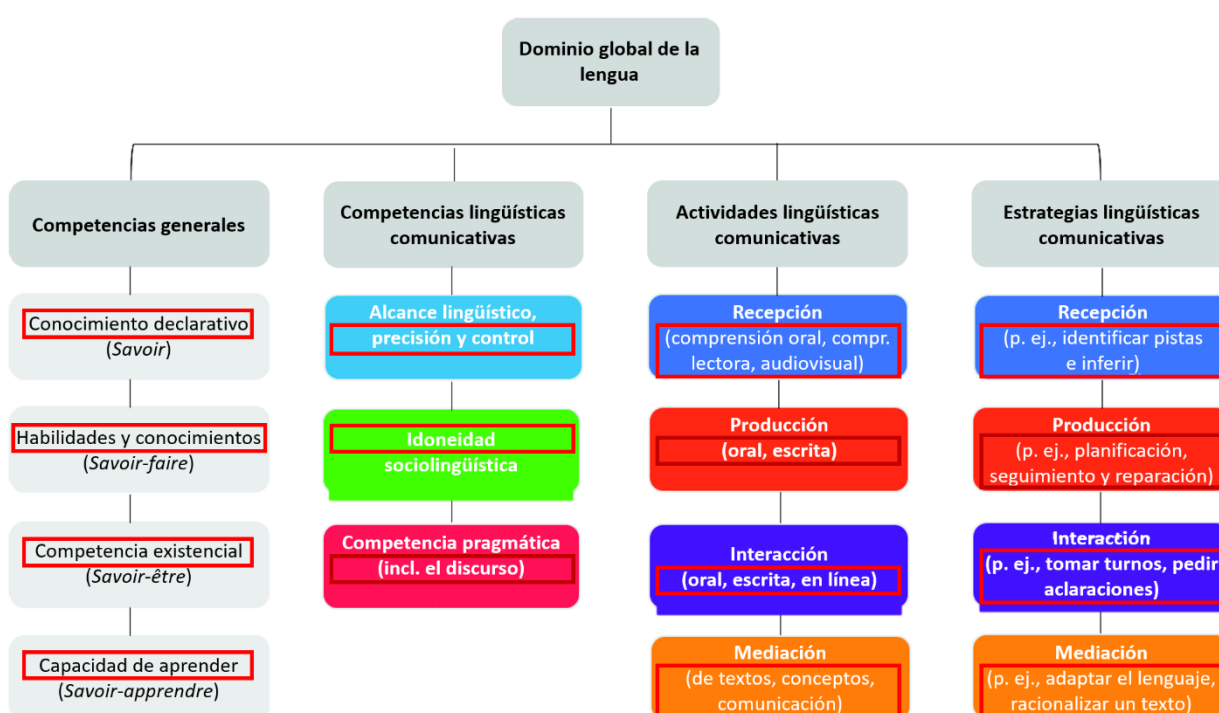 Dominio global de la
lengua
Competencias generales
Conocimiento declarativo
(Savoir)
Habilidades y conocimientos
(Savoir-faire)
Competencia existencial
(Savoir-être)
Capacidad de aprender
(Savoir-apprendre)
Competencias lingüísticas
comunicativas
Alcance lingüístico,
precisión y control
Idoneidad
sociolingüística
Competencia pragmática
(incl. el discurso)
Actividades lingüísticas
comunicativas
Recepción
(comprensión oral, compr.
lectora, audiovisual)
Producción
(oral, escrita)
Interacción
(oral, escrita, en línea)
Mediación
(de textos, conceptos,
comunicación)
Estrategias lingüísticas
comunicativas
Recepción
(p. ej., identificar pistas
e inferir)
Producción
(p. ej., planificación,
seguimiento y reparación)
Interacción
(p. ej., tomar turnos, pedir
aclaraciones)
Mediación
(p. ej., adaptar el lenguaje,
racionalizar un texto)